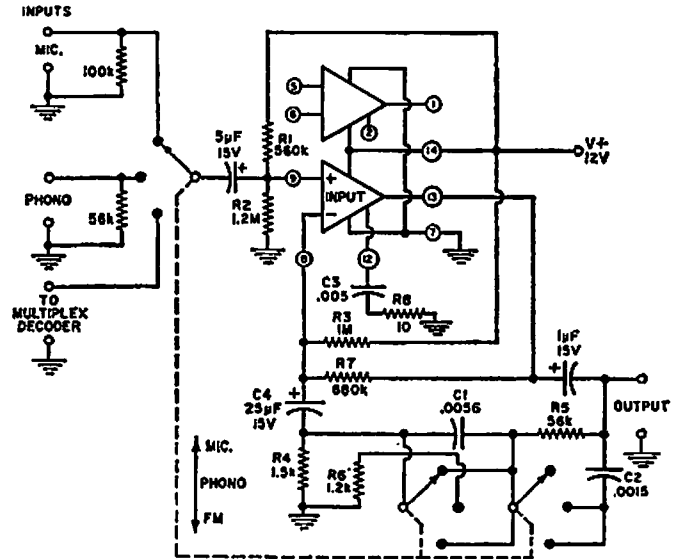 INPUTS
MIC.
100k
PHONO
56k
TO
MULTIPLEX
DECODER
5µF
15V
+
R1
560k
R2
1.2M
5
6
1
2
14
V+
12V
9
+
INPUT
13
−
8
12
7
C3
.005
R8
10
R3
1M
R7
680k
1µF
15V
+
C4
25µF
15V
+
C1
.0056
R5
56k
OUTPUT
C2
.0015
R4
1.5k
R6
1.2k
MIC.
PHONO
FM